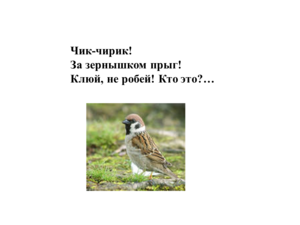 Чик-чирик!
За зернышком прыг!
Клюй, не робей! Кто это?...